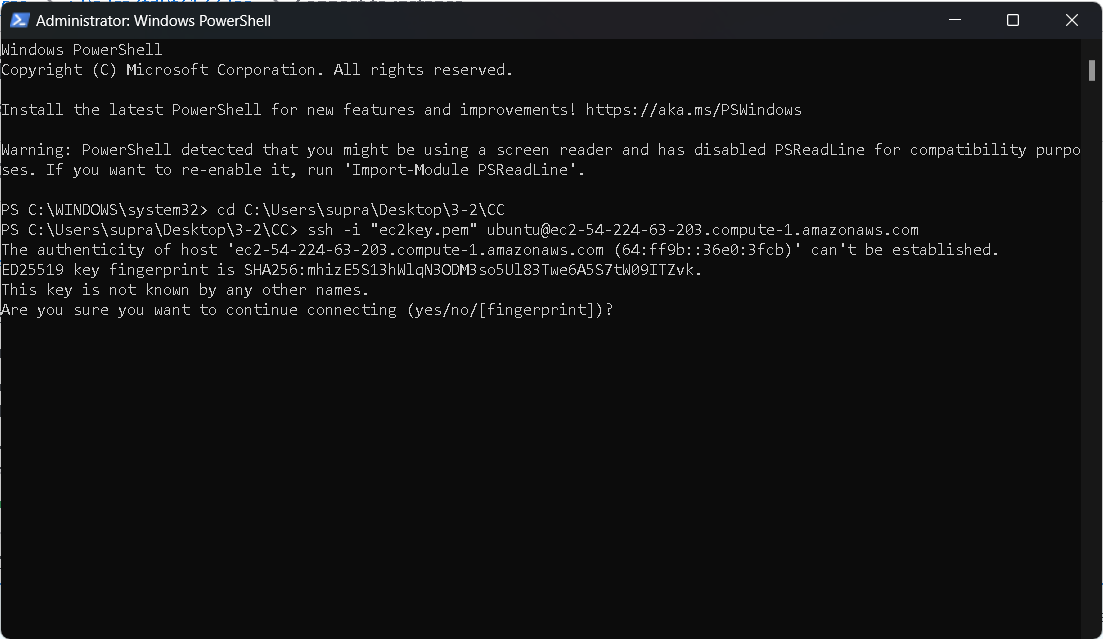 Administrator: Windows PowerShell
Windows PowerShell
Copyright (C) Microsoft Corporation. All rights reserved.
Install the latest PowerShell for new features and improvements! https://aka.ms/PSWindows
Warning: PowerShell detected that you might be using a screen reader and has disabled PSReadLine for compatibility purpo
ses. If you want to re-enable it, run 'Import-Module PSReadLine'.
PS C:\WINDOWS\system32> cd C:\Users\supra\Desktop\3-2\CC
PS C:\Users\supra\Desktop\3-2\CC> ssh -i "ec2key.pem" ubuntu@ec2-54-224-63-203.compute-1.amazonaws.com
The authenticity of host 'ec2-54-224-63-203.compute-1.amazonaws.com (64:ff9b::36e0:3fcb)' can't be established.
ED25519 key fingerprint is SHA256:mhizE5S13hWlqN3ODM3so5Ul83Twe6A5S7tW09ITZvk.
This key is not known by any other names.
Are you sure you want to continue connecting (yes/no/[fingerprint])?